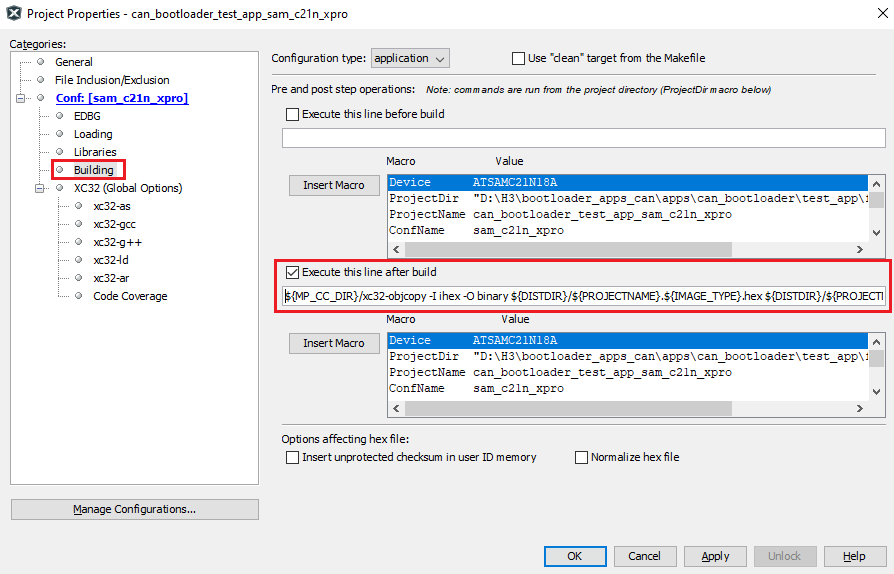 Project Properties - can_bootloader_test_app_sam_c21n_xpro
Categories:
General
File Inclusion/Exclusion
Conf: [sam_c21n_xpro]
EDBG
Loading
Libraries
Building
XC32 (Global Options)
xc32-as
xc32-gcc
xc32-g++
xc32-ld
xc32-ar
Code Coverage
Manage Configurations...
Configuration type: application Use "clean" target from the Makefile
Pre and post step operations: Note: commands are run from the project directory (ProjectDir macro below)
Execute this line before build
Macro Value
Insert Macro
Device ATSAMC21N18A
ProjectDir "D:\H3\bootloader_apps_can\apps\can_bootloader\test_app\
ProjectName can_bootloader_test_app_sam_c21n_xpro
ConfName sam_c21n_xpro
Execute this line after build
${MP_CC_DIR}/xc32-objcopy -I ihex -O binary ${DISTDIR}/${PROJECTNAME}.${IMAGE_TYPE}.hex ${DISTDIR}/${PROJECT
Macro Value
Insert Macro
Device ATSAMC21N18A
ProjectDir "D:\H3\bootloader_apps_can\apps\can_bootloader\test_app\
ProjectName can_bootloader_test_app_sam_c21n_xpro
ConfName sam_c21n_xpro
Options affecting hex file:
Insert unprotected checksum in user ID memory Normalize hex file
OK Cancel Apply Unlock Help